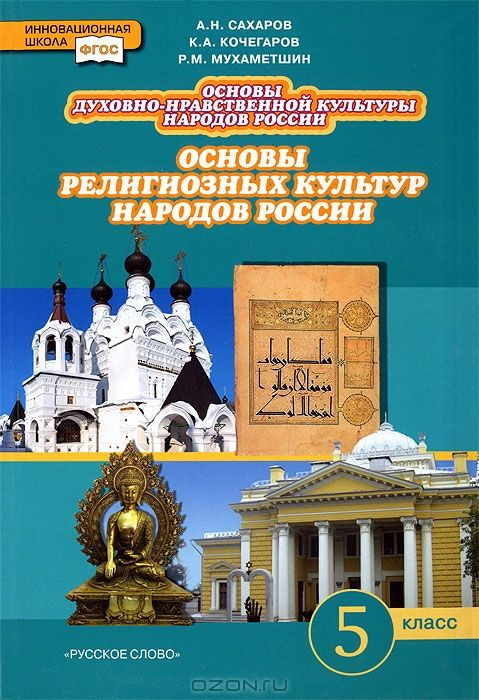 ИННОВАЦИОННАЯ
ШКОЛА
ФГОС
А.Н. САХАРОВ
К.А. КОЧЕГАРОВ
Р.М. МУХАМЕТШИН
ОСНОВЫ
ДУХОВНО-НРАВСТВЕННОЙ КУЛЬТУРЫ
НАРОДОВ РОССИИ
ОСНОВЫ
РЕЛИГИОЗНЫХ КУЛЬТУР
НАРОДОВ РОССИИ
5 КЛАСС
«РУССКОЕ СЛОВО»
OZON.ru